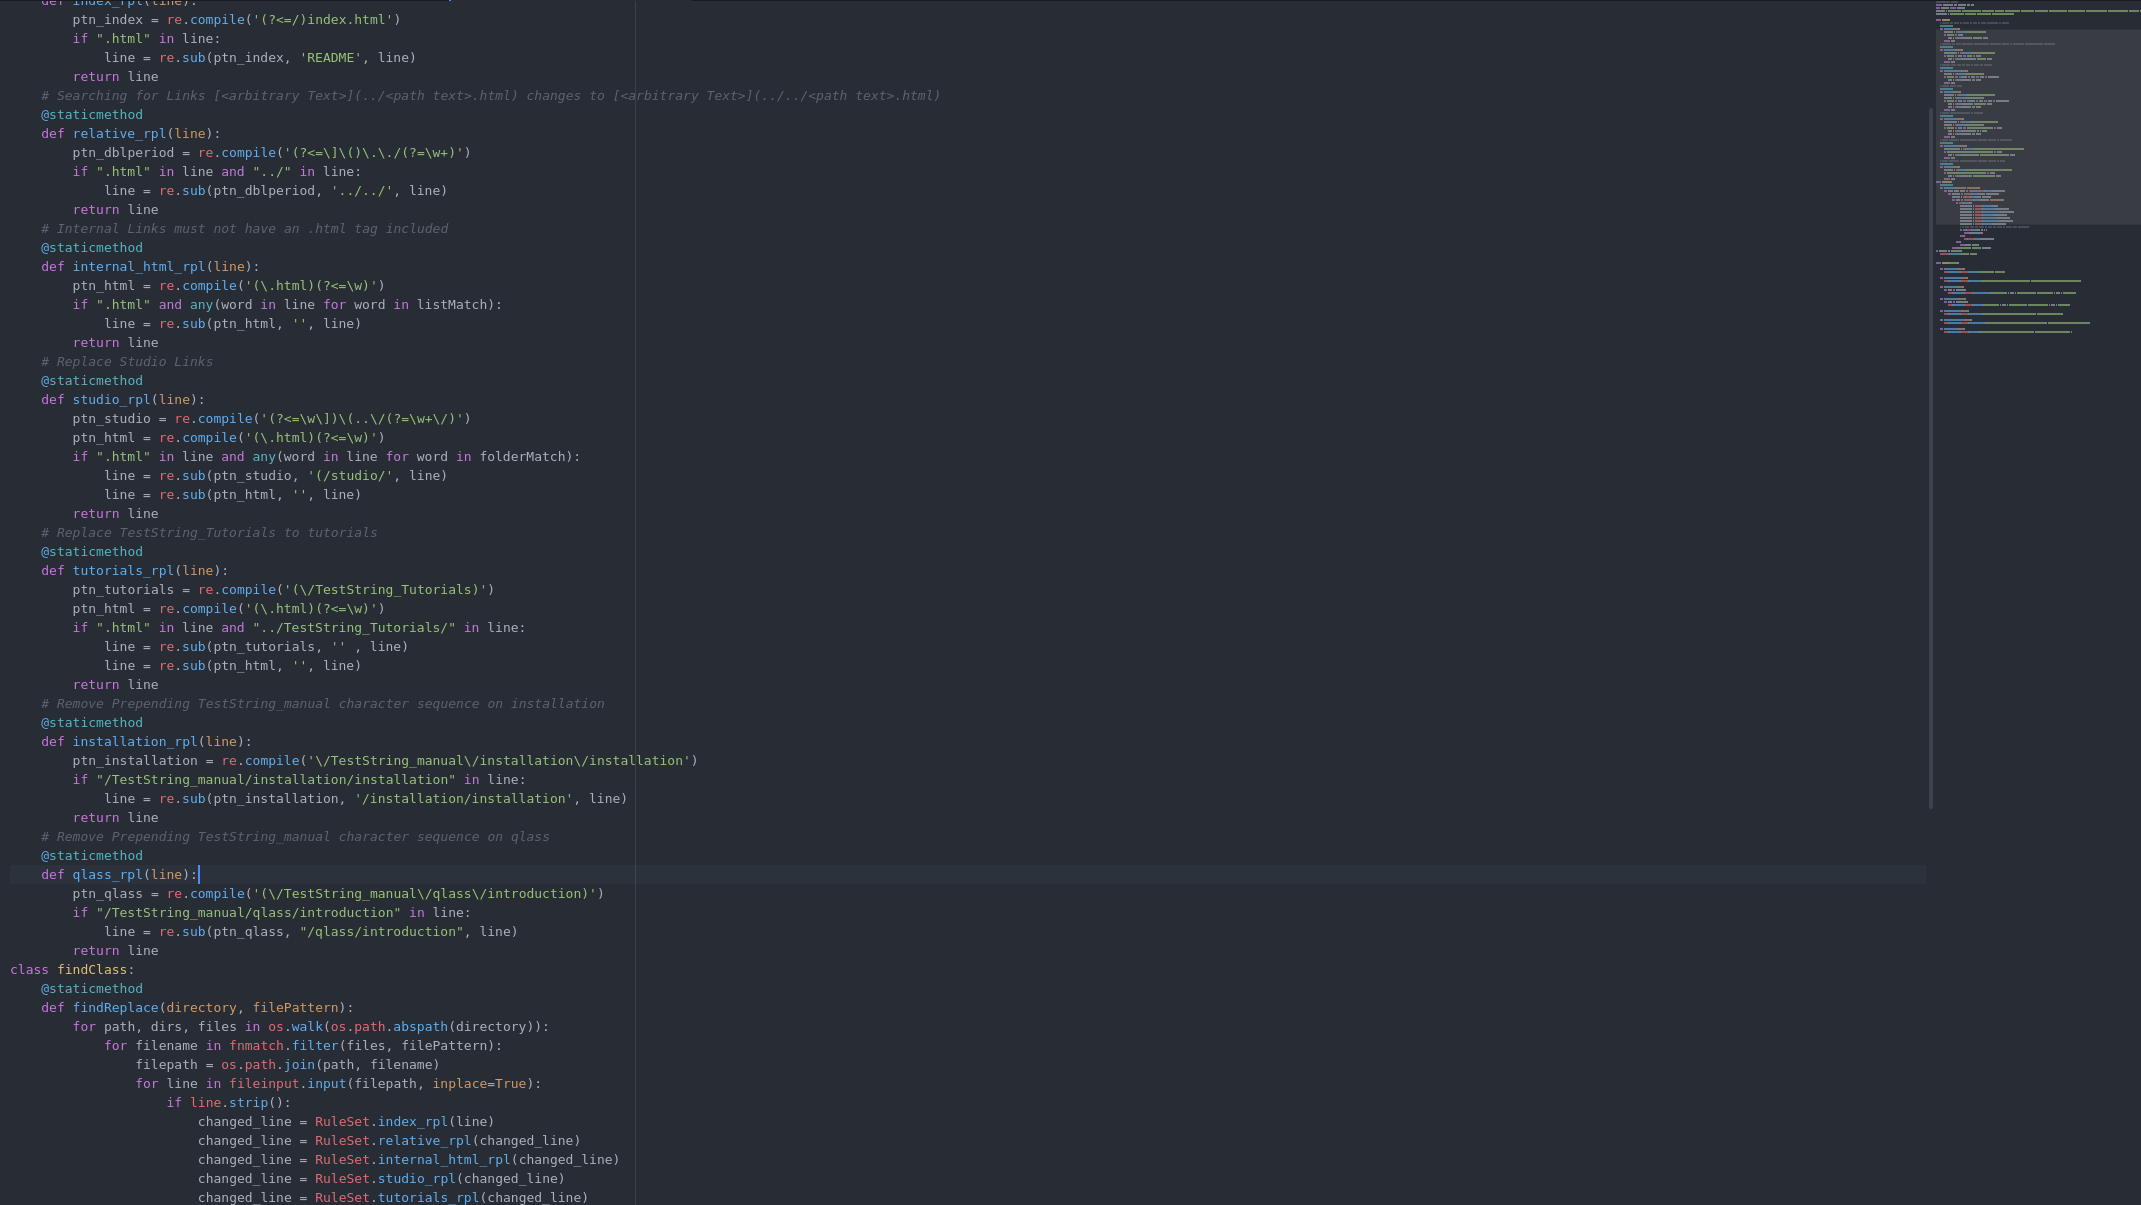 def index_rpl(line):
        ptn_index = re.compile('(?<=/)index.html')
        if ".html" in line:
            line = re.sub(ptn_index, 'README', line)
        return line
    # Searching for Links [<arbitrary Text>](../<path text>.html) changes to [<arbitrary Text>](../../<path text>.html)
    @staticmethod
    def relative_rpl(line):
        ptn_dblperiod = re.compile('(?<=\]\()\.\./(?=\w+)')
        if ".html" in line and "../" in line:
            line = re.sub(ptn_dblperiod, '../../', line)
        return line
    # Internal Links must not have an .html tag included
    @staticmethod
    def internal_html_rpl(line):
        ptn_html = re.compile('(\.html)(?<=\w)')
        if ".html" and any(word in line for word in listMatch):
            line = re.sub(ptn_html, '', line)
        return line
    # Replace Studio Links
    @staticmethod
    def studio_rpl(line):
        ptn_studio = re.compile('(?<=\w\])\(..\/(?=\w+\/)')
        ptn_html = re.compile('(\.html)(?<=\w)')
        if ".html" in line and any(word in line for word in folderMatch):
            line = re.sub(ptn_studio, '(/studio/', line)
            line = re.sub(ptn_html, '', line)
        return line
    # Replace TestString_Tutorials to tutorials
    @staticmethod
    def tutorials_rpl(line):
        ptn_tutorials = re.compile('(\/TestString_Tutorials)')
        ptn_html = re.compile('(\.html)(?<=\w)')
        if ".html" in line and "../TestString_Tutorials/" in line:
            line = re.sub(ptn_tutorials, '' , line)
            line = re.sub(ptn_html, '', line)
        return line
    # Remove Prepending TestString_manual character sequence on installation
    @staticmethod
    def installation_rpl(line):
        ptn_installation = re.compile('\/TestString_manual\/installation\/installation')
        if "/TestString_manual/installation/installation" in line:
            line = re.sub(ptn_installation, '/installation/installation', line)
        return line
    # Remove Prepending TestString_manual character sequence on qlass
    @staticmethod
    def qlass_rpl(line):
        ptn_qlass = re.compile('(\/TestString_manual\/qlass\/introduction)')
        if "/TestString_manual/qlass/introduction" in line:
            line = re.sub(ptn_qlass, "/qlass/introduction", line)
        return line
class findClass:
    @staticmethod
    def findReplace(directory, filePattern):
        for path, dirs, files in os.walk(os.path.abspath(directory)):
            for filename in fnmatch.filter(files, filePattern):
                filepath = os.path.join(path, filename)
                for line in fileinput.input(filepath, inplace=True):
                    if line.strip():
                        changed_line = RuleSet.index_rpl(line)
                        changed_line = RuleSet.relative_rpl(changed_line)
                        changed_line = RuleSet.internal_html_rpl(changed_line)
                        changed_line = RuleSet.studio_rpl(changed_line)
                        changed_line = RuleSet.tutorials_rpl(changed_line)